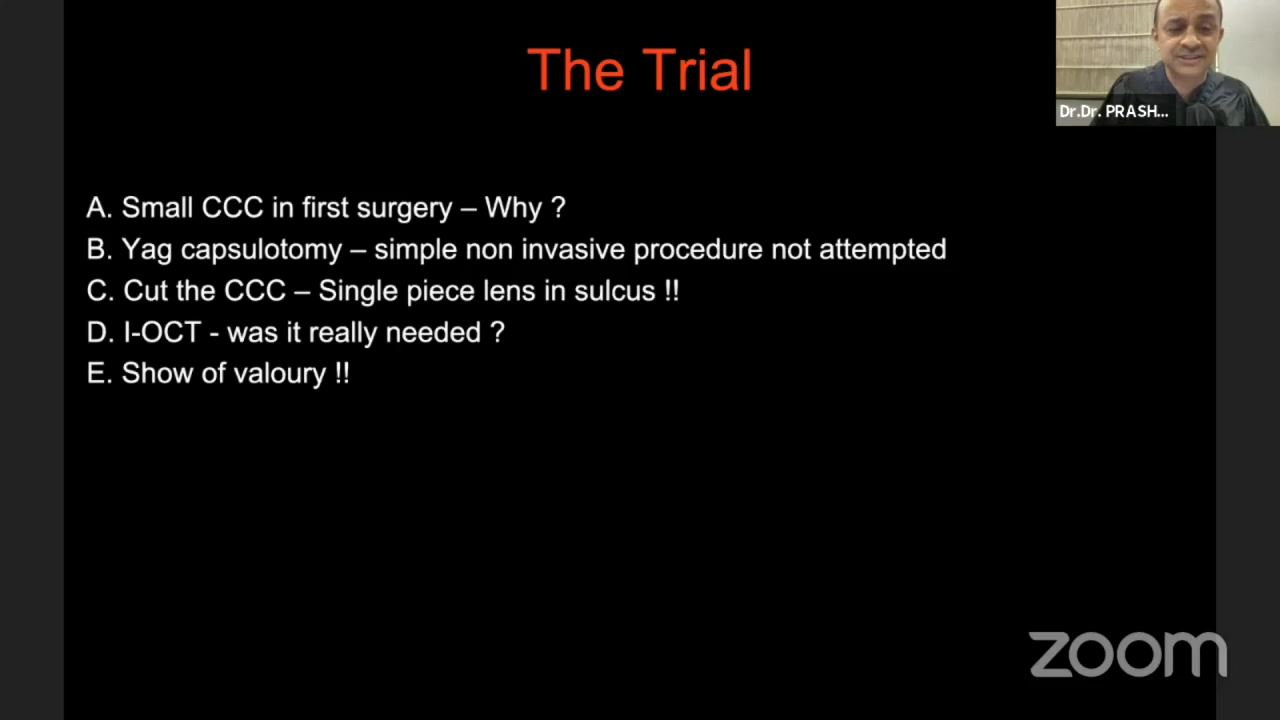 The Trial
Dr.Dr. PRASH...
A. Small CCC in first surgery – Why ?
B. Yag capsulotomy – simple non invasive procedure not attempted
C. Cut the CCC – Single piece lens in sulcus !!
D. I-OCT - was it really needed ?
E. Show of valoury !!
zoom